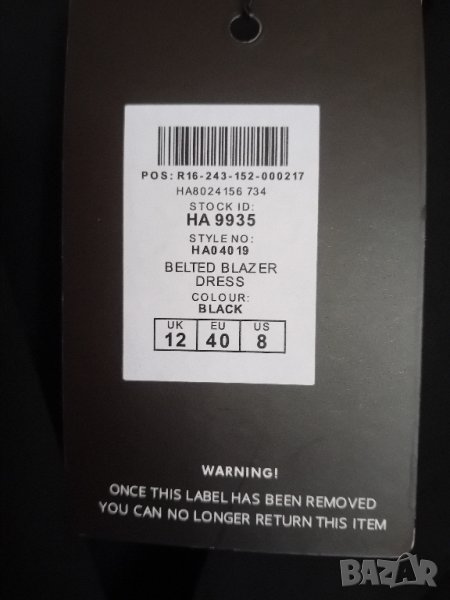 POS: R16-243-152-000217
HA8024156 734
STOCK ID:
HA 9935
STYLE NO:
HA04019
BELTED BLAZER
DRESS
COLOUR:
BLACK
UK EU US
12 40 8
WARNING!
ONCE THIS LABEL HAS BEEN REMOVED
YOU CAN NO LONGER RETURN THIS ITEM
BAZAR